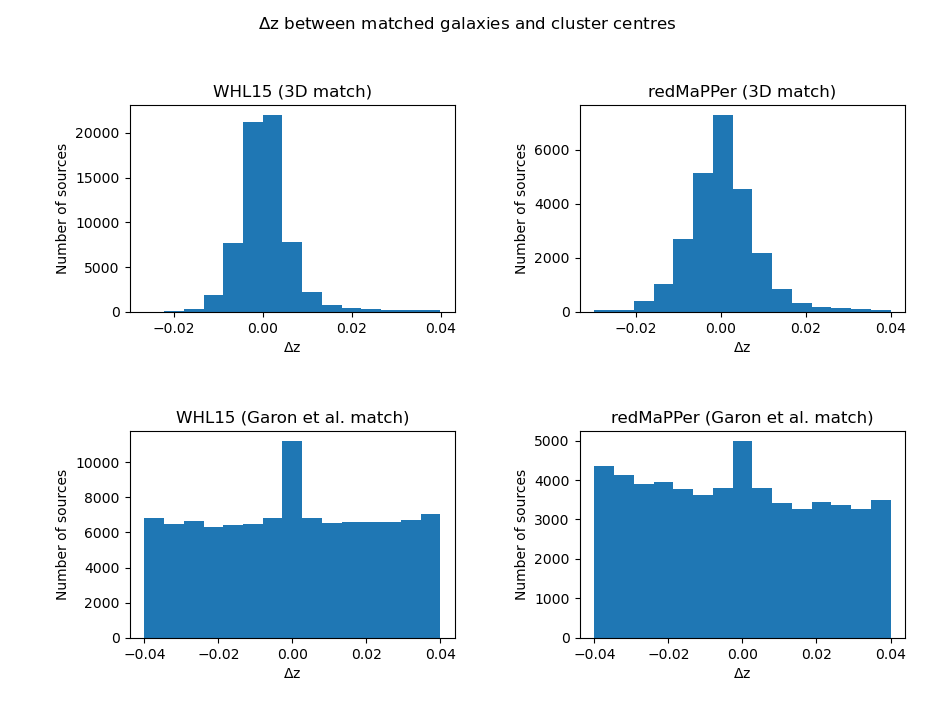 Δz between matched galaxies and cluster centres
WHL15 (3D match)
Number of sources
20000
15000
10000
5000
0
−0.02 0.00 0.02 0.04
Δz
redMaPPer (3D match)
Number of sources
6000
4000
2000
0
−0.02 0.00 0.02 0.04
Δz
WHL15 (Garon et al. match)
Number of sources
10000
8000
6000
4000
2000
0
−0.04 −0.02 0.00 0.02 0.04
Δz
redMaPPer (Garon et al. match)
Number of sources
5000
4000
3000
2000
1000
0
−0.04 −0.02 0.00 0.02 0.04
Δz